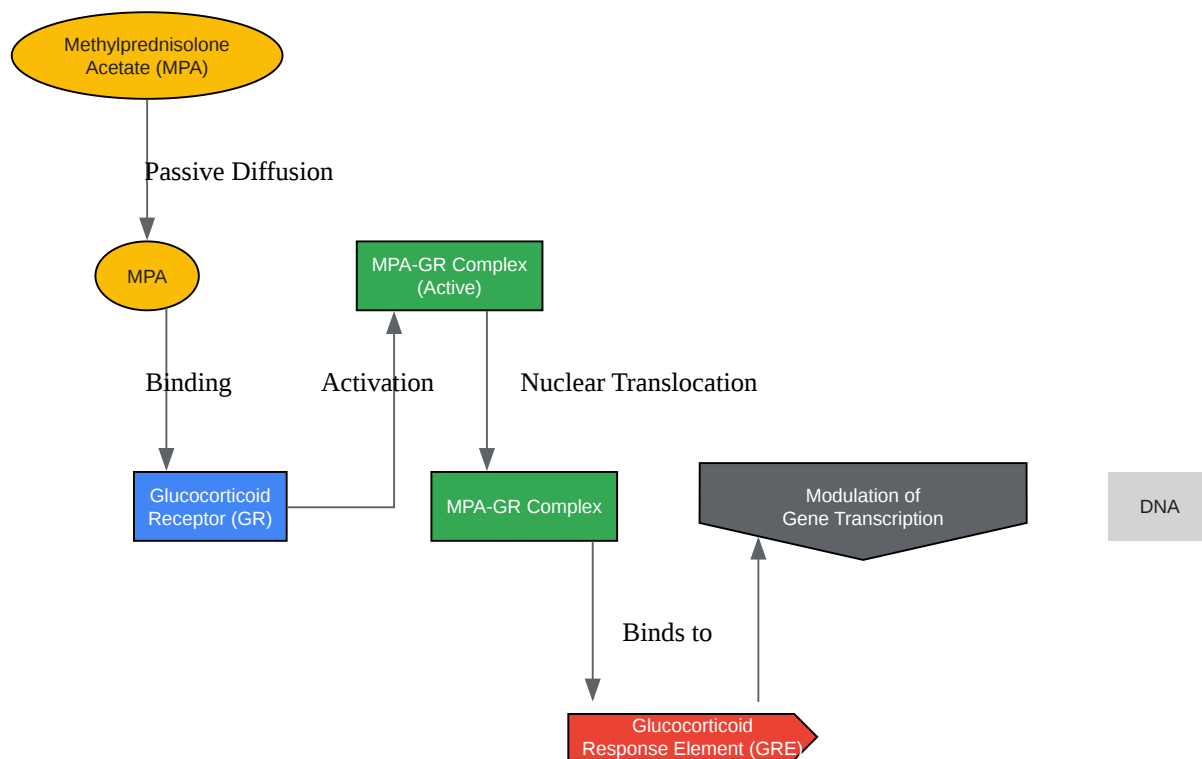 Methylprednisolone
Acetate (MPA)
Passive Diffusion
MPA
MPA-GR Complex
(Active)
Binding
Activation
Nuclear Translocation
Glucocorticoid
Receptor (GR)
MPA-GR Complex
Modulation of
Gene Transcription
DNA
Binds to
Glucocorticoid
Response Element (GRE)